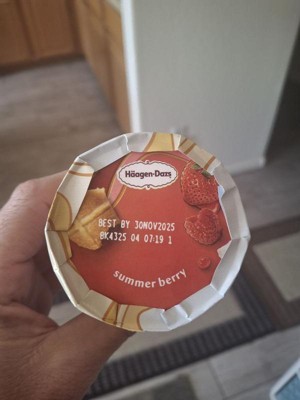 Häagen-Dazs
BEST BY 30NOV2025
BK4325 04 07:19 1
summer berry